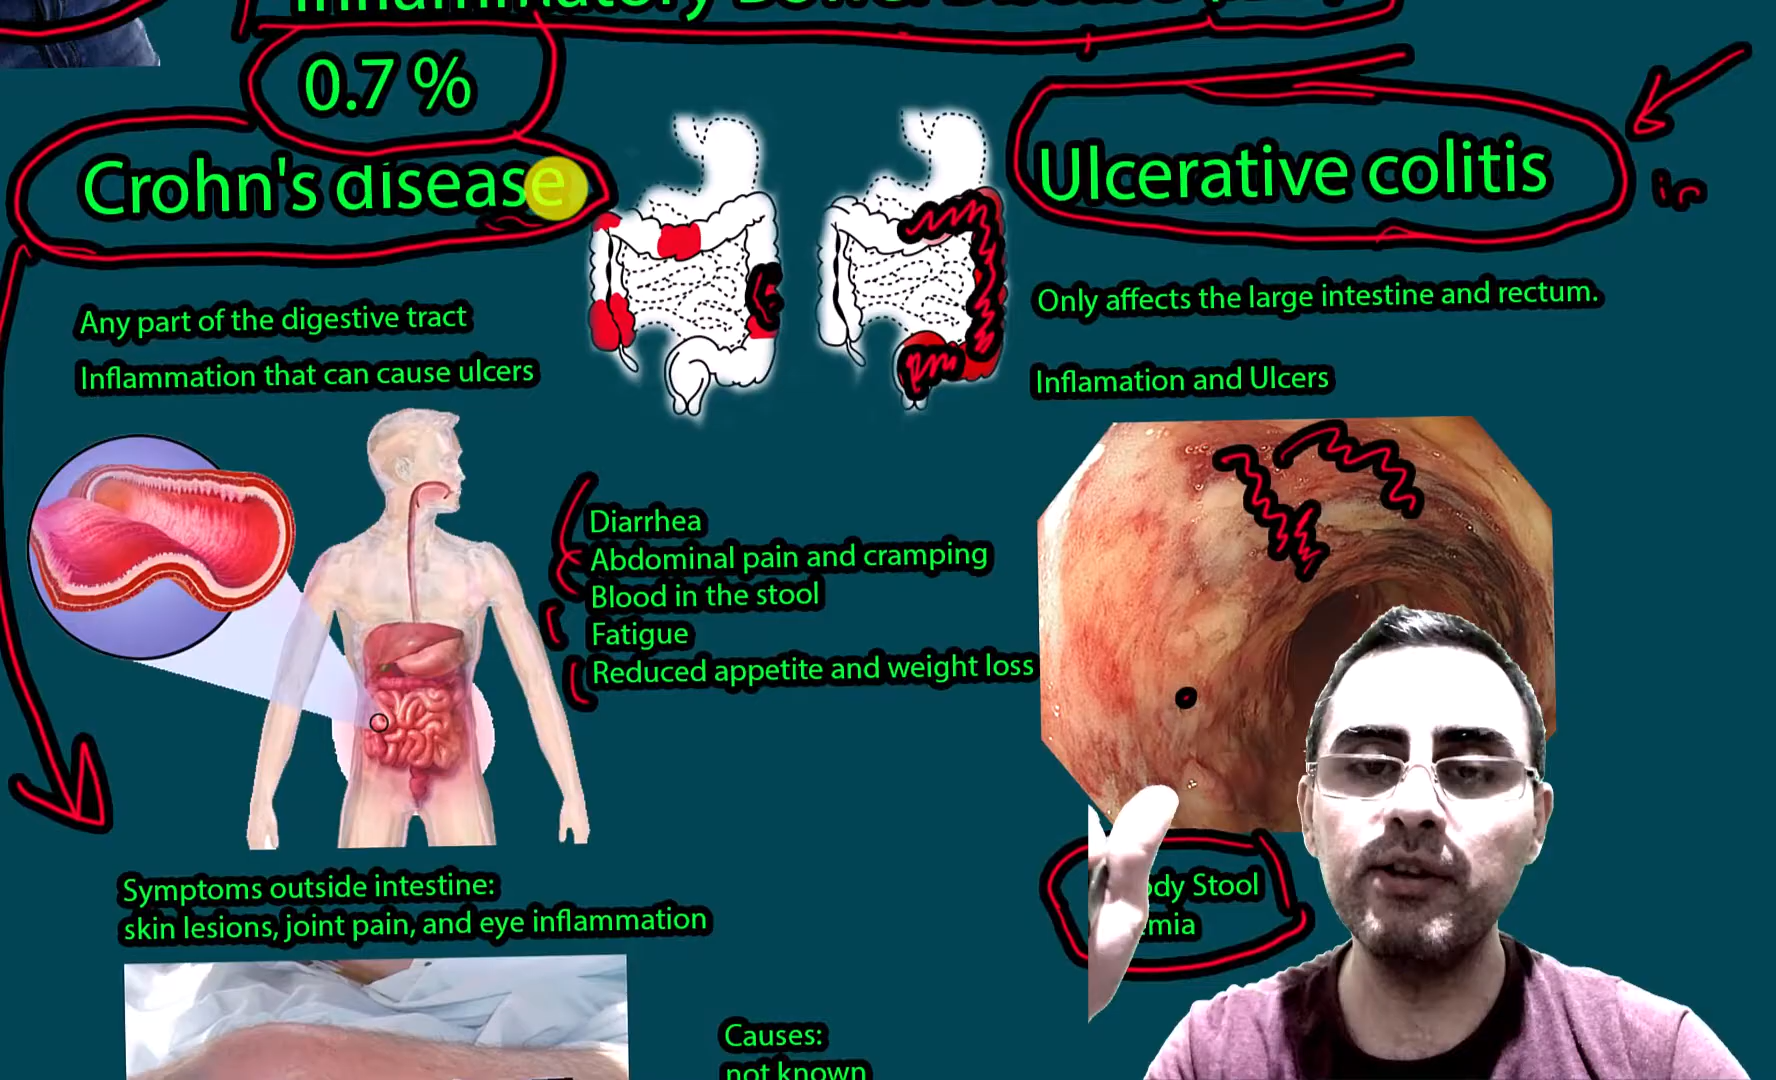 0.7 %
Crohn's disease
Ulcerative colitis
in
Any part of the digestive tract
Inflammation that can cause ulcers
Only affects the large intestine and rectum.
Inflamation and Ulcers
Diarrhea
Abdominal pain and cramping
Blood in the stool
Fatigue
Reduced appetite and weight loss
Stool
Symptoms outside intestine:
skin lesions, joint pain, and eye inflammation
Causes:
not known